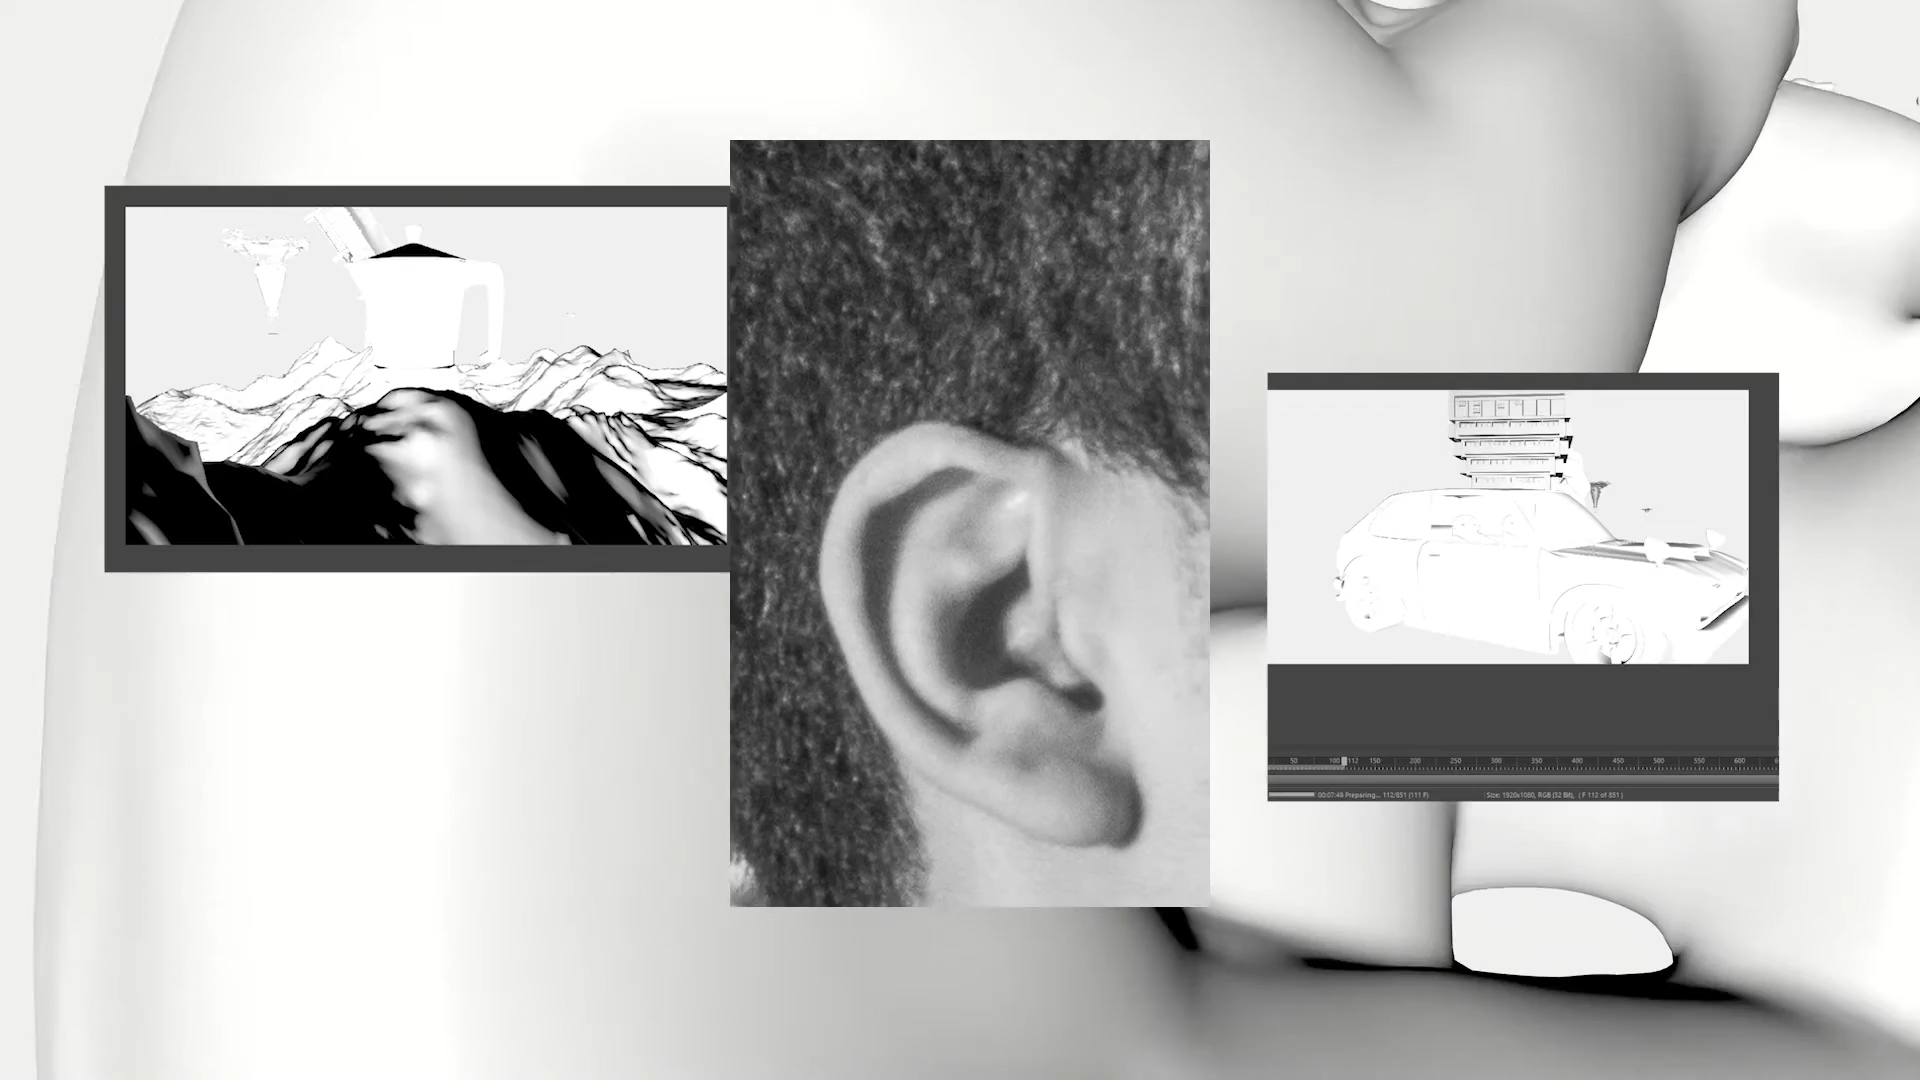 50 100 112 150 200 250 300 350 400 450 500 550 600
00:07:49 Preparing... 112/851 (111 F) Size: 1920x1080, RGB (32 Bit), ( F 112 of 851 )